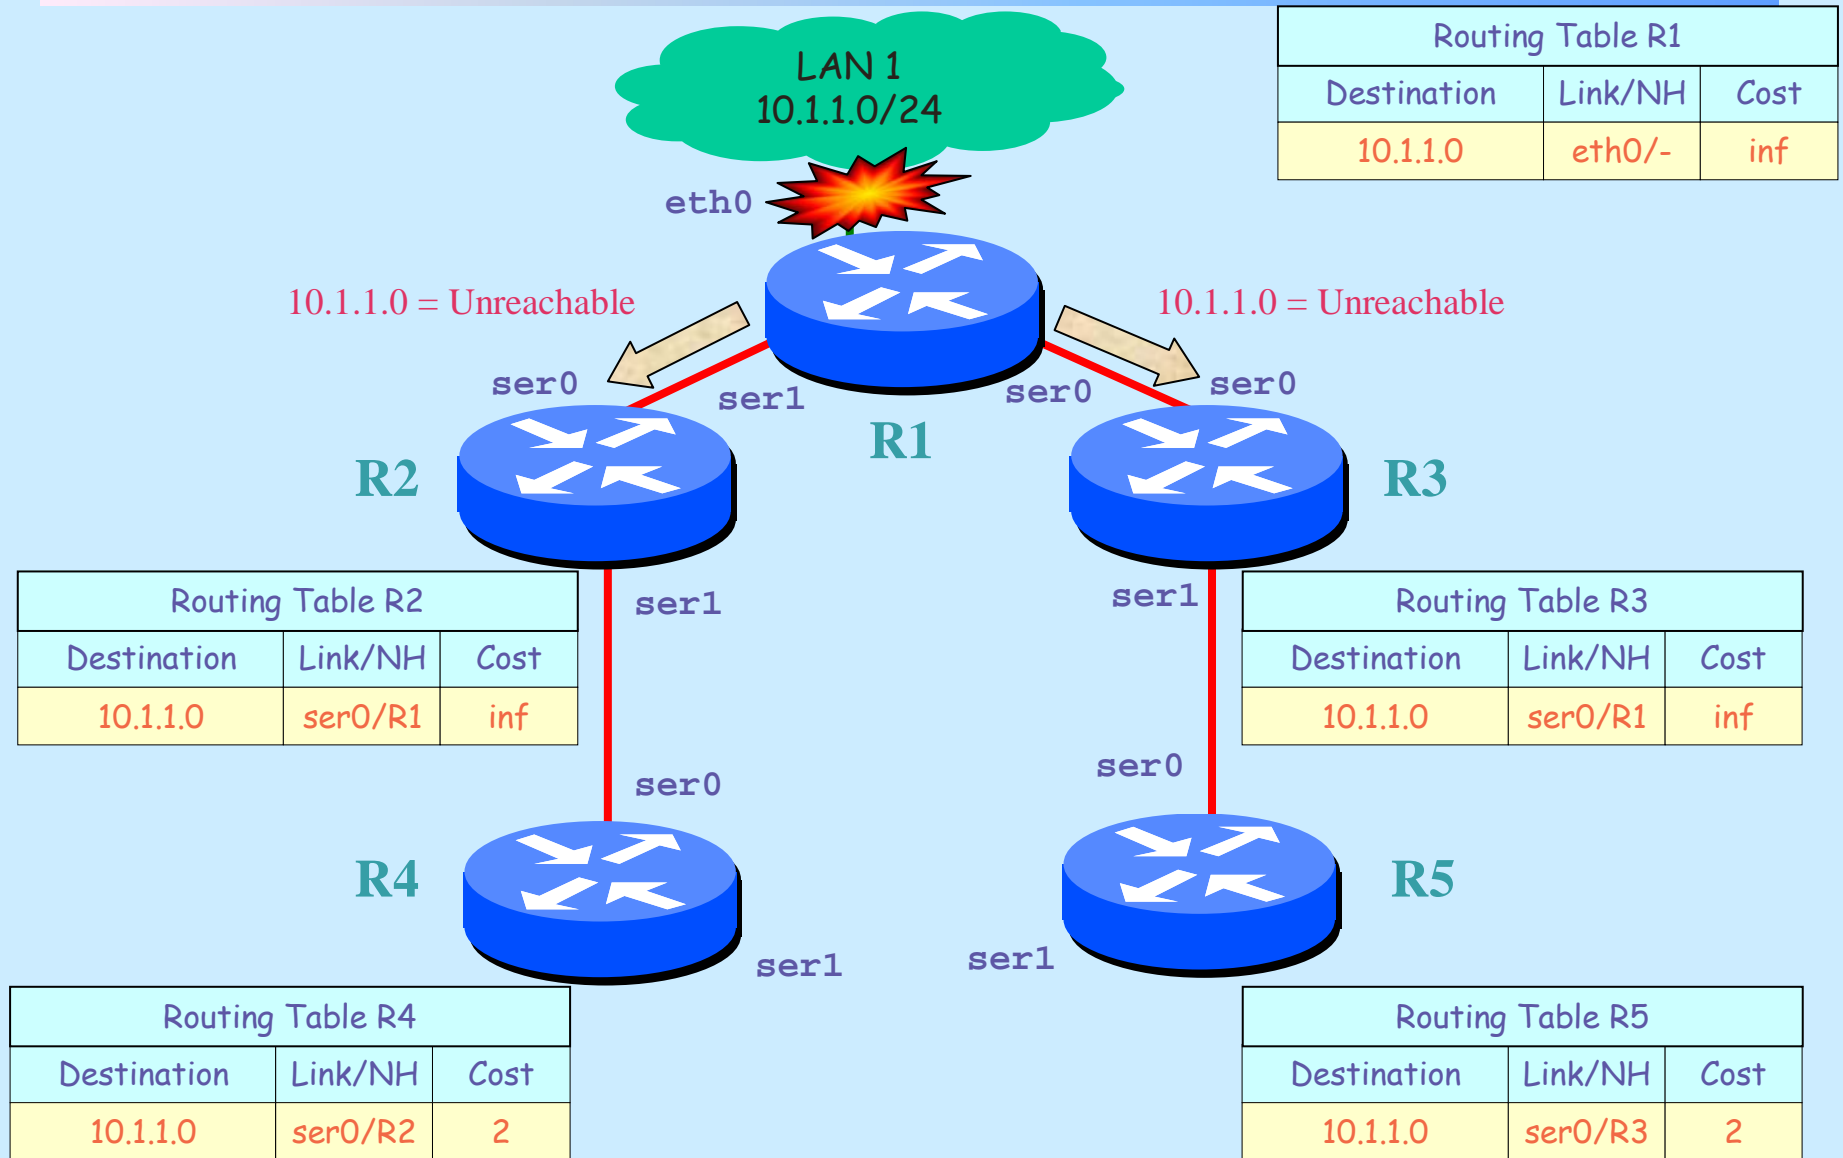 LAN 1
10.1.1.0/24
Routing Table R1
Destination Link/NH Cost
10.1.1.0 eth0/- inf
eth0
10.1.1.0 = Unreachable
10.1.1.0 = Unreachable
ser0
ser1
ser0
ser0
R1
R2
R3
Routing Table R2
Destination Link/NH Cost
10.1.1.0 ser0/R1 inf
ser1
ser1
Routing Table R3
Destination Link/NH Cost
10.1.1.0 ser0/R1 inf
ser0
ser0
R4
R5
ser1
ser1
Routing Table R4
Destination Link/NH Cost
10.1.1.0 ser0/R2 2
Routing Table R5
Destination Link/NH Cost
10.1.1.0 ser0/R3 2